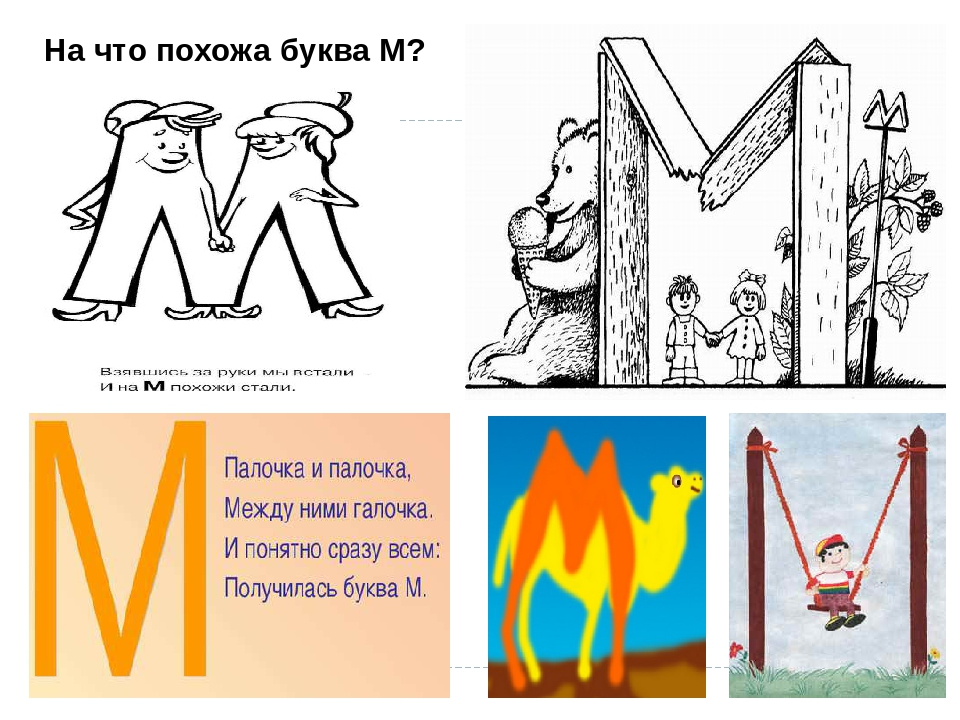 На что похожа буква М?
Взявшись за руки мы встали –
И на М похожи стали.
М
Палочка и палочка,
Между ними галочка.
И понятно сразу всем:
Получилась буква М.